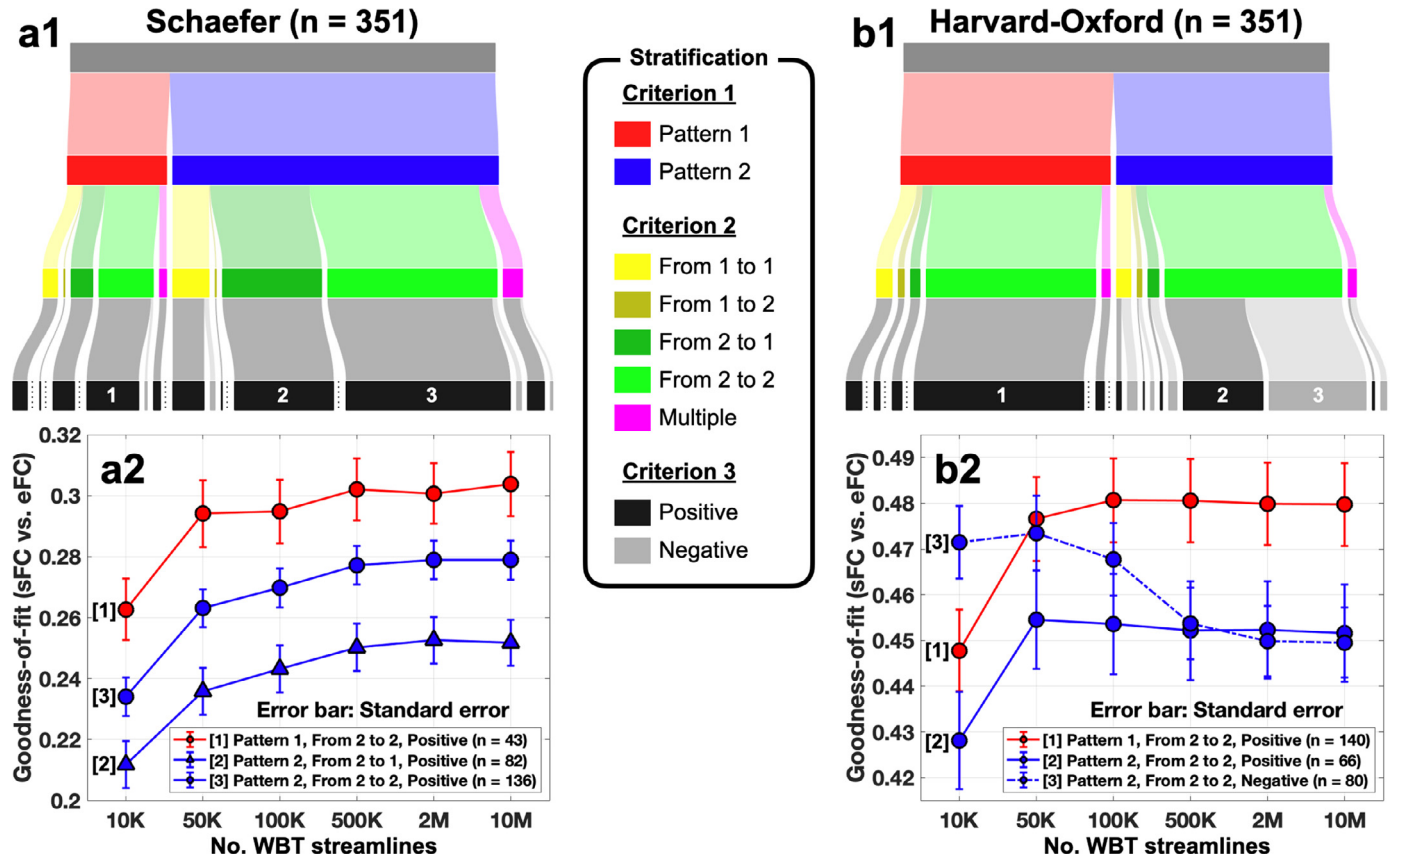 a1
Schaefer (n = 351)
1
2
3
Stratification
Criterion 1
Pattern 1
Pattern 2
Criterion 2
From 1 to 1
From 1 to 2
From 2 to 1
From 2 to 2
Multiple
Criterion 3
Positive
Negative
b1
Harvard-Oxford (n = 351)
1
2
3
a2
Goodness-of-fit (sFC vs. eFC)
0.32
0.3
0.28
0.26
0.24
0.22
0.2
[1]
[3]
[2]
Error bar: Standard error
[1] Pattern 1, From 2 to 2, Positive (n = 43)
[2] Pattern 2, From 2 to 1, Positive (n = 82)
[3] Pattern 2, From 2 to 2, Positive (n = 136)
10K 50K 100K 500K 2M 10M
No. WBT streamlines
b2
Goodness-of-fit (sFC vs. eFC)
0.49
0.48
0.47
0.46
0.45
0.44
0.43
0.42
[3]
[1]
[2]
Error bar: Standard error
[1] Pattern 1, From 2 to 2, Positive (n = 140)
[2] Pattern 2, From 2 to 2, Positive (n = 66)
[3] Pattern 2, From 2 to 2, Negative (n = 80)
10K 50K 100K 500K 2M 10M
No. WBT streamlines